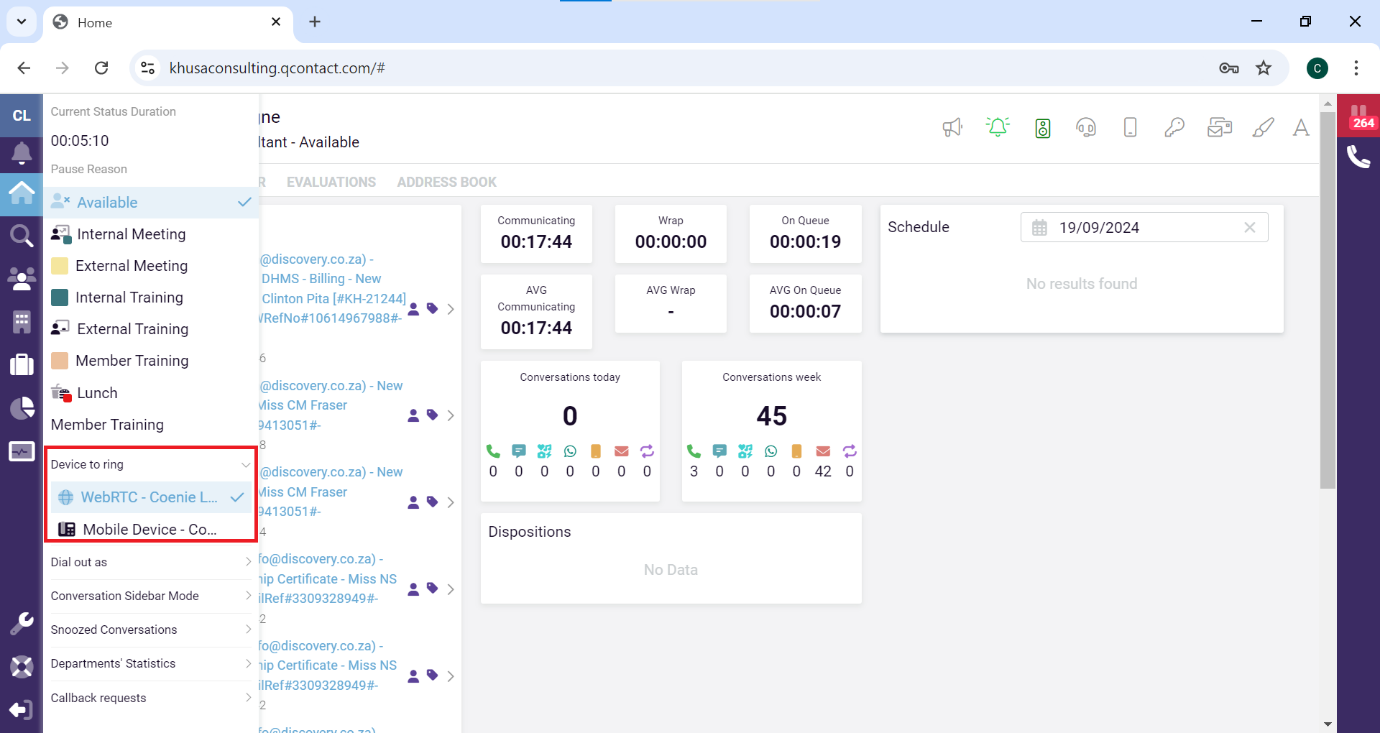 Home
khusaconsulting.qcontact.com/#
C
CL
Current Status Duration
00:05:10
Pause Reason
Available
Internal Meeting
External Meeting
Internal Training
External Training
Member Training
Lunch
Member Training
Device to ring
WebRTC - Coenie L...
Mobile Device - Co...
Dial out as
Conversation Sidebar Mode
Snoozed Conversations
Departments' Statistics
Callback requests
ne
ltant - Available
R EVALUATIONS ADDRESS BOOK
A
264
@discovery.co.za) -
DHMS - Billing - New
Clinton Pita [#KH-21244]
/RefNo#10614967988#-
6
@discovery.co.za) - New
Miss CM Fraser
9413051#-
8
@discovery.co.za) - New
Miss CM Fraser
9413051#-
4
fo@discovery.co.za) -
hip Certificate - Miss NS
ilRef#3309328949#-
2
fo@discovery.co.za) -
hip Certificate - Miss NS
ilRef#3309328949#-
2
fo@discovery.co.za) -
Communicating
00:17:44
Wrap
00:00:00
On Queue
00:00:19
AVG
Communicating
00:17:44
AVG Wrap
-
AVG On Queue
00:00:07
Conversations today
0
0 0 0 0 0 0 0
Conversations week
45
3 0 0 0 0 42 0
Dispositions
No Data
Schedule
19/09/2024
No results found